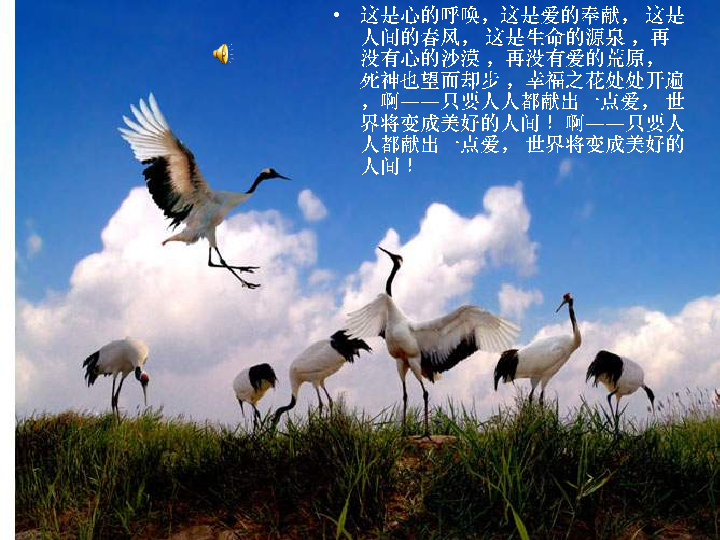 • 这是心的呼唤，这是爱的奉献， 这是
人间的春风， 这是生命的源泉 ，再
没有心的沙漠 ，再没有爱的荒原，
死神也望而却步 ，幸福之花处处开遍
，啊——只要人人都献出一点爱， 世
界将变成美好的人间！ 啊——只要人
人都献出一点爱， 世界将变成美好的
人间！